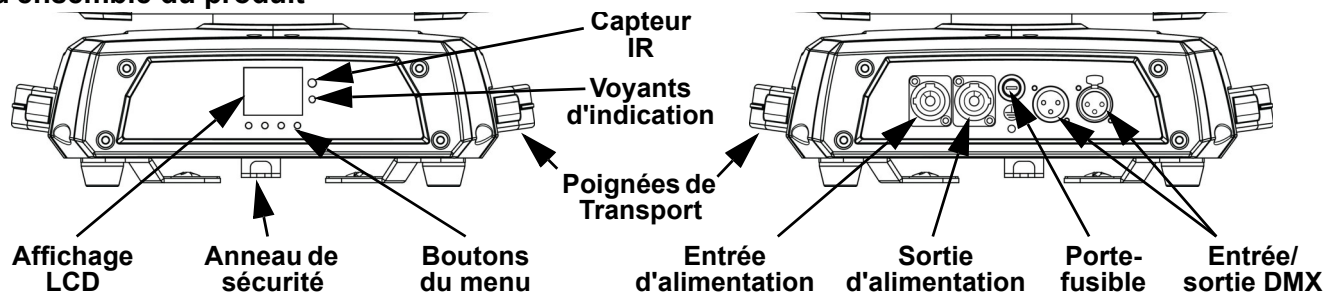 d'ensemble du produit
Capteur
IR
Voyants
d'indication
Poignées de
Transport
Affichage
LCD
Anneau de
sécurité
Boutons
du menu
Entrée
d'alimentation
Sortie
d'alimentation
Porte-
fusible
Entrée/
sortie DMX